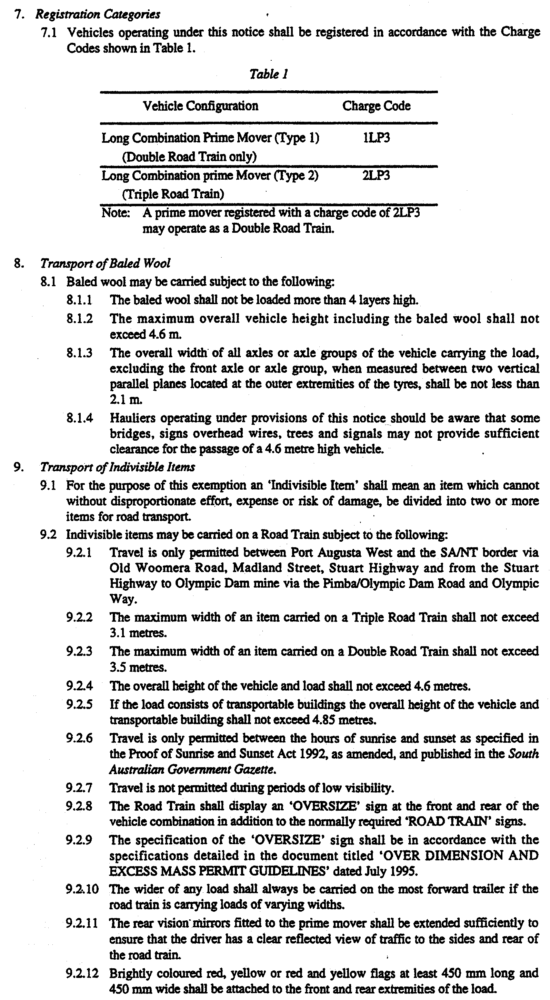 7. Registration Categories
7.1 Vehicles operating under this notice shall be registered in accordance with the Charge
Codes shown in Table 1.
Table 1
Vehicle Configuration Charge Code
Long Combination Prime Mover (Type 1) 1LP3
(Double Road Train only)
Long Combination prime Mover (Type 2) 2LP3
(Triple Road Train)
Note: A prime mover registered with a charge code of 2LP3
may operate as a Double Road Train.
8. Transport of Baled Wool
8.1 Baled wool may be carried subject to the following:
8.1.1 The baled wool shall not be loaded more than 4 layers high.
8.1.2 The maximum overall vehicle height including the baled wool shall not
exceed 4.6 m.
8.1.3 The overall width of all axles or axle groups of the vehicle carrying the load,
excluding the front axle or axle group, when measured between two vertical
parallel planes located at the outer extremities of the tyres, shall be not less than
2.1 m.
8.1.4 Hauliers operating under provisions of this notice should be aware that some
bridges, signs overhead wires, trees and signals may not provide sufficient
clearance for the passage of a 4.6 metre high vehicle.
9. Transport of Indivisible Items
9.1 For the purpose of this exemption an ‘Indivisible Item’ shall mean an item which cannot
without disproportionate effort, expense or risk of damage, be divided into two or more
items for road transport.
9.2 Indivisible items may be carried on a Road Train subject to the following:
9.2.1 Travel is only permitted between Port Augusta West and the SA/NT border via
Old Woomera Road, Madland Street, Stuart Highway and from the Stuart
Highway to Olympic Dam mine via the Pimba/Olympic Dam Road and Olympic
Way.
9.2.2 The maximum width of an item carried on a Triple Road Train shall not exceed
3.1 metres.
9.2.3 The maximum width of an item carried on a Double Road Train shall not exceed
3.5 metres.
9.2.4 The overall height of the vehicle and load shall not exceed 4.6 metres.
9.2.5 If the load consists of transportable buildings the overall height of the vehicle and
transportable building shall not exceed 4.85 metres.
9.2.6 Travel is only permitted between the hours of sunrise and sunset as specified in
the Proof of Sunrise and Sunset Act 1992, as amended, and published in the South
Australian Government Gazette.
9.2.7 Travel is not permitted during periods of low visibility.
9.2.8 The Road Train shall display an ‘OVERSIZE’ sign at the front and rear of the
vehicle combination in addition to the normally required ‘ROAD TRAIN’ signs.
9.2.9 The specification of the ‘OVERSIZE’ sign shall be in accordance with the
specifications detailed in the document titled ‘OVER DIMENSION AND
EXCESS MASS PERMIT GUIDELINES’ dated July 1995.
9.2.10 The wider of any load shall always be carried on the most forward trailer if the
road train is carrying loads of varying widths.
9.2.11 The rear vision mirrors fitted to the prime mover shall be extended sufficiently to
ensure that the driver has a clear reflected view of traffic to the sides and rear of
the road train.
9.2.12 Brightly coloured red, yellow or red and yellow flags at least 450 mm long and
450 mm wide shall be attached to the front and rear extremities of the load.